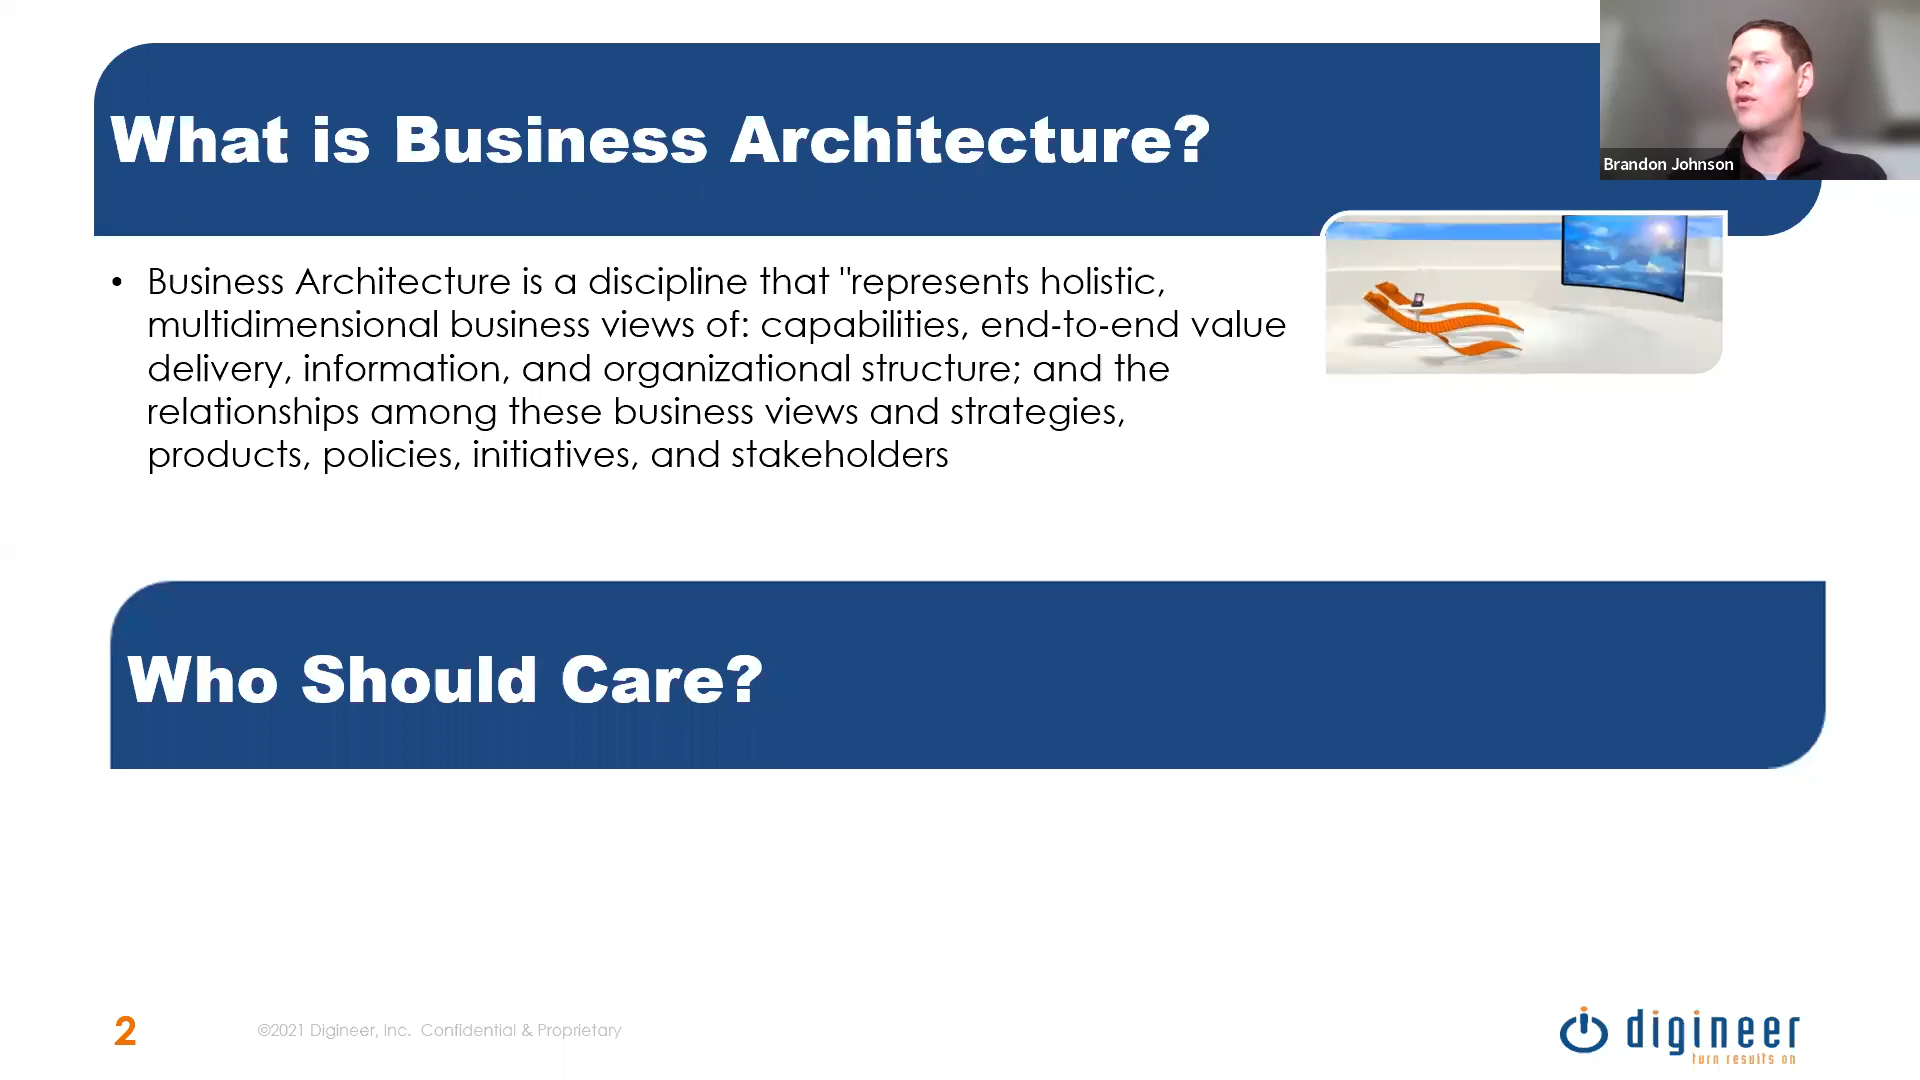 What is Business Architecture?
Brandon Johnson
• Business Architecture is a discipline that "represents holistic,
multidimensional business views of: capabilities, end-to-end value
delivery, information, and organizational structure; and the
relationships among these business views and strategies,
products, policies, initiatives, and stakeholders
Who Should Care?
2
©2021 Digineer, Inc. Confidential & Proprietary
digineer
turn results on